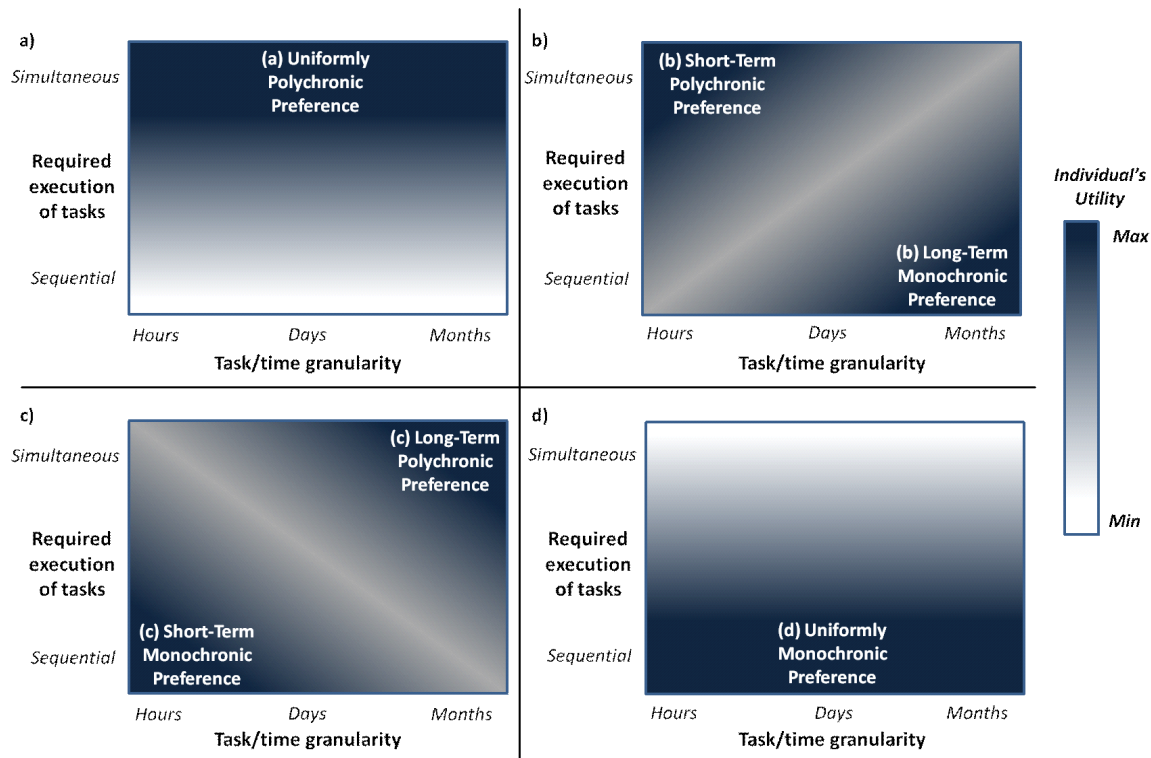 a)
Simultaneous
(a) Uniformly
Polychronic
Preference
Required
execution
of tasks
Sequential
Hours
Days
Months
Task/time granularity
b)
Simultaneous
(b) Short-Term
Polychronic
Preference
Required
execution
of tasks
Sequential
(b) Long-Term
Monochronic
Preference
Hours
Days
Months
Task/time granularity
Individual's
Utility
Max
Min
c)
Simultaneous
(c) Long-Term
Polychronic
Preference
Required
execution
of tasks
Sequential
(c) Short-Term
Monochronic
Preference
Hours
Days
Months
Task/time granularity
d)
Simultaneous
Required
execution
of tasks
Sequential
(d) Uniformly
Monochronic
Preference
Hours
Days
Months
Task/time granularity